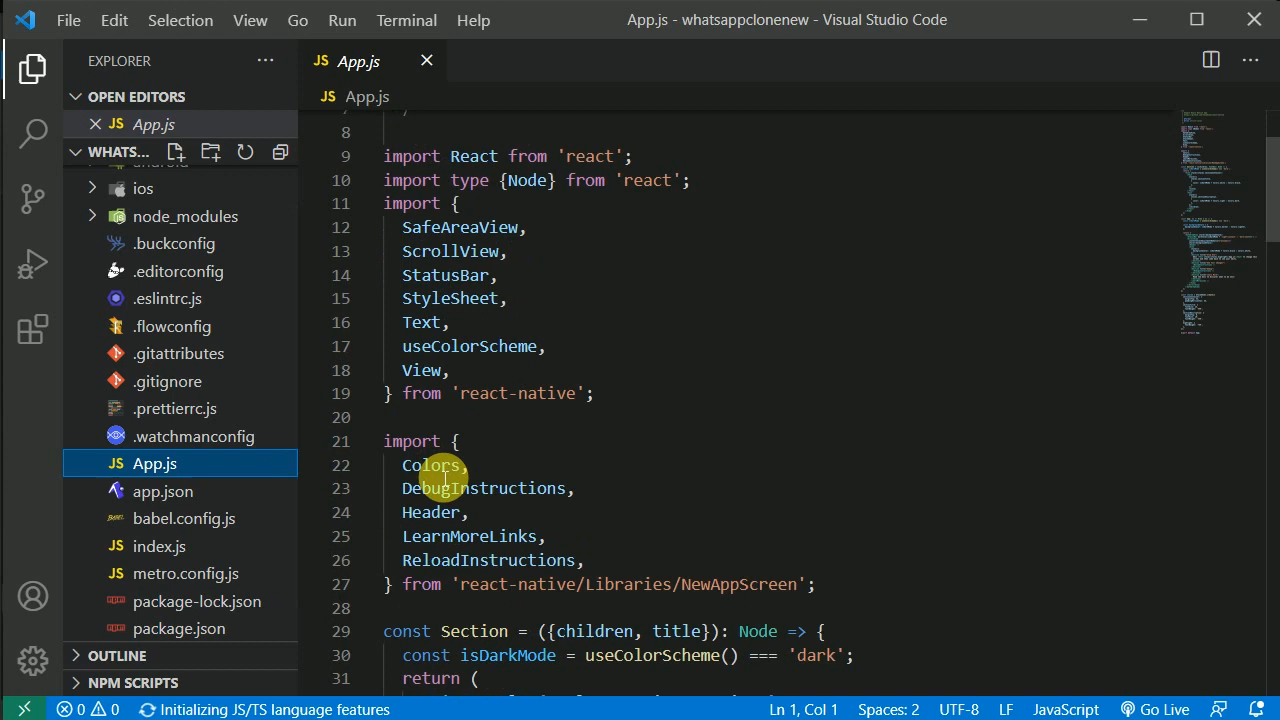 File Edit Selection View Go Run Terminal Help App.js - whatsappclonenew - Visual Studio Code
EXPLORER
OPEN EDITORS
JS App.js
WHATS...
android
ios
node_modules
.buckconfig
.editorconfig
.eslintrc.js
.flowconfig
.gitattributes
.gitignore
.prettierrc.js
.watchmanconfig
JS App.js
app.json
babel.config.js
JS index.js
JS metro.config.js
package-lock.json
package.json
OUTLINE
NPM SCRIPTS
JS App.js
JS App.js
8
9 import React from 'react';
10 import type {Node} from 'react';
11 import {
12 SafeAreaView,
13 ScrollView,
14 StatusBar,
15 StyleSheet,
16 Text,
17 useColorScheme,
18 View,
19 } from 'react-native';
20
21 import {
22 Colors,
23 DebugInstructions,
24 Header,
25 LearnMoreLinks,
26 ReloadInstructions,
27 } from 'react-native/Libraries/NewAppScreen';
28
29 const Section = ({children, title}): Node => {
30 const isDarkMode = useColorScheme() === 'dark';
31 return (
0 0 Initializing JS/TS language features Ln 1, Col 1 Spaces: 2 UTF-8 LF JavaScript Go Live